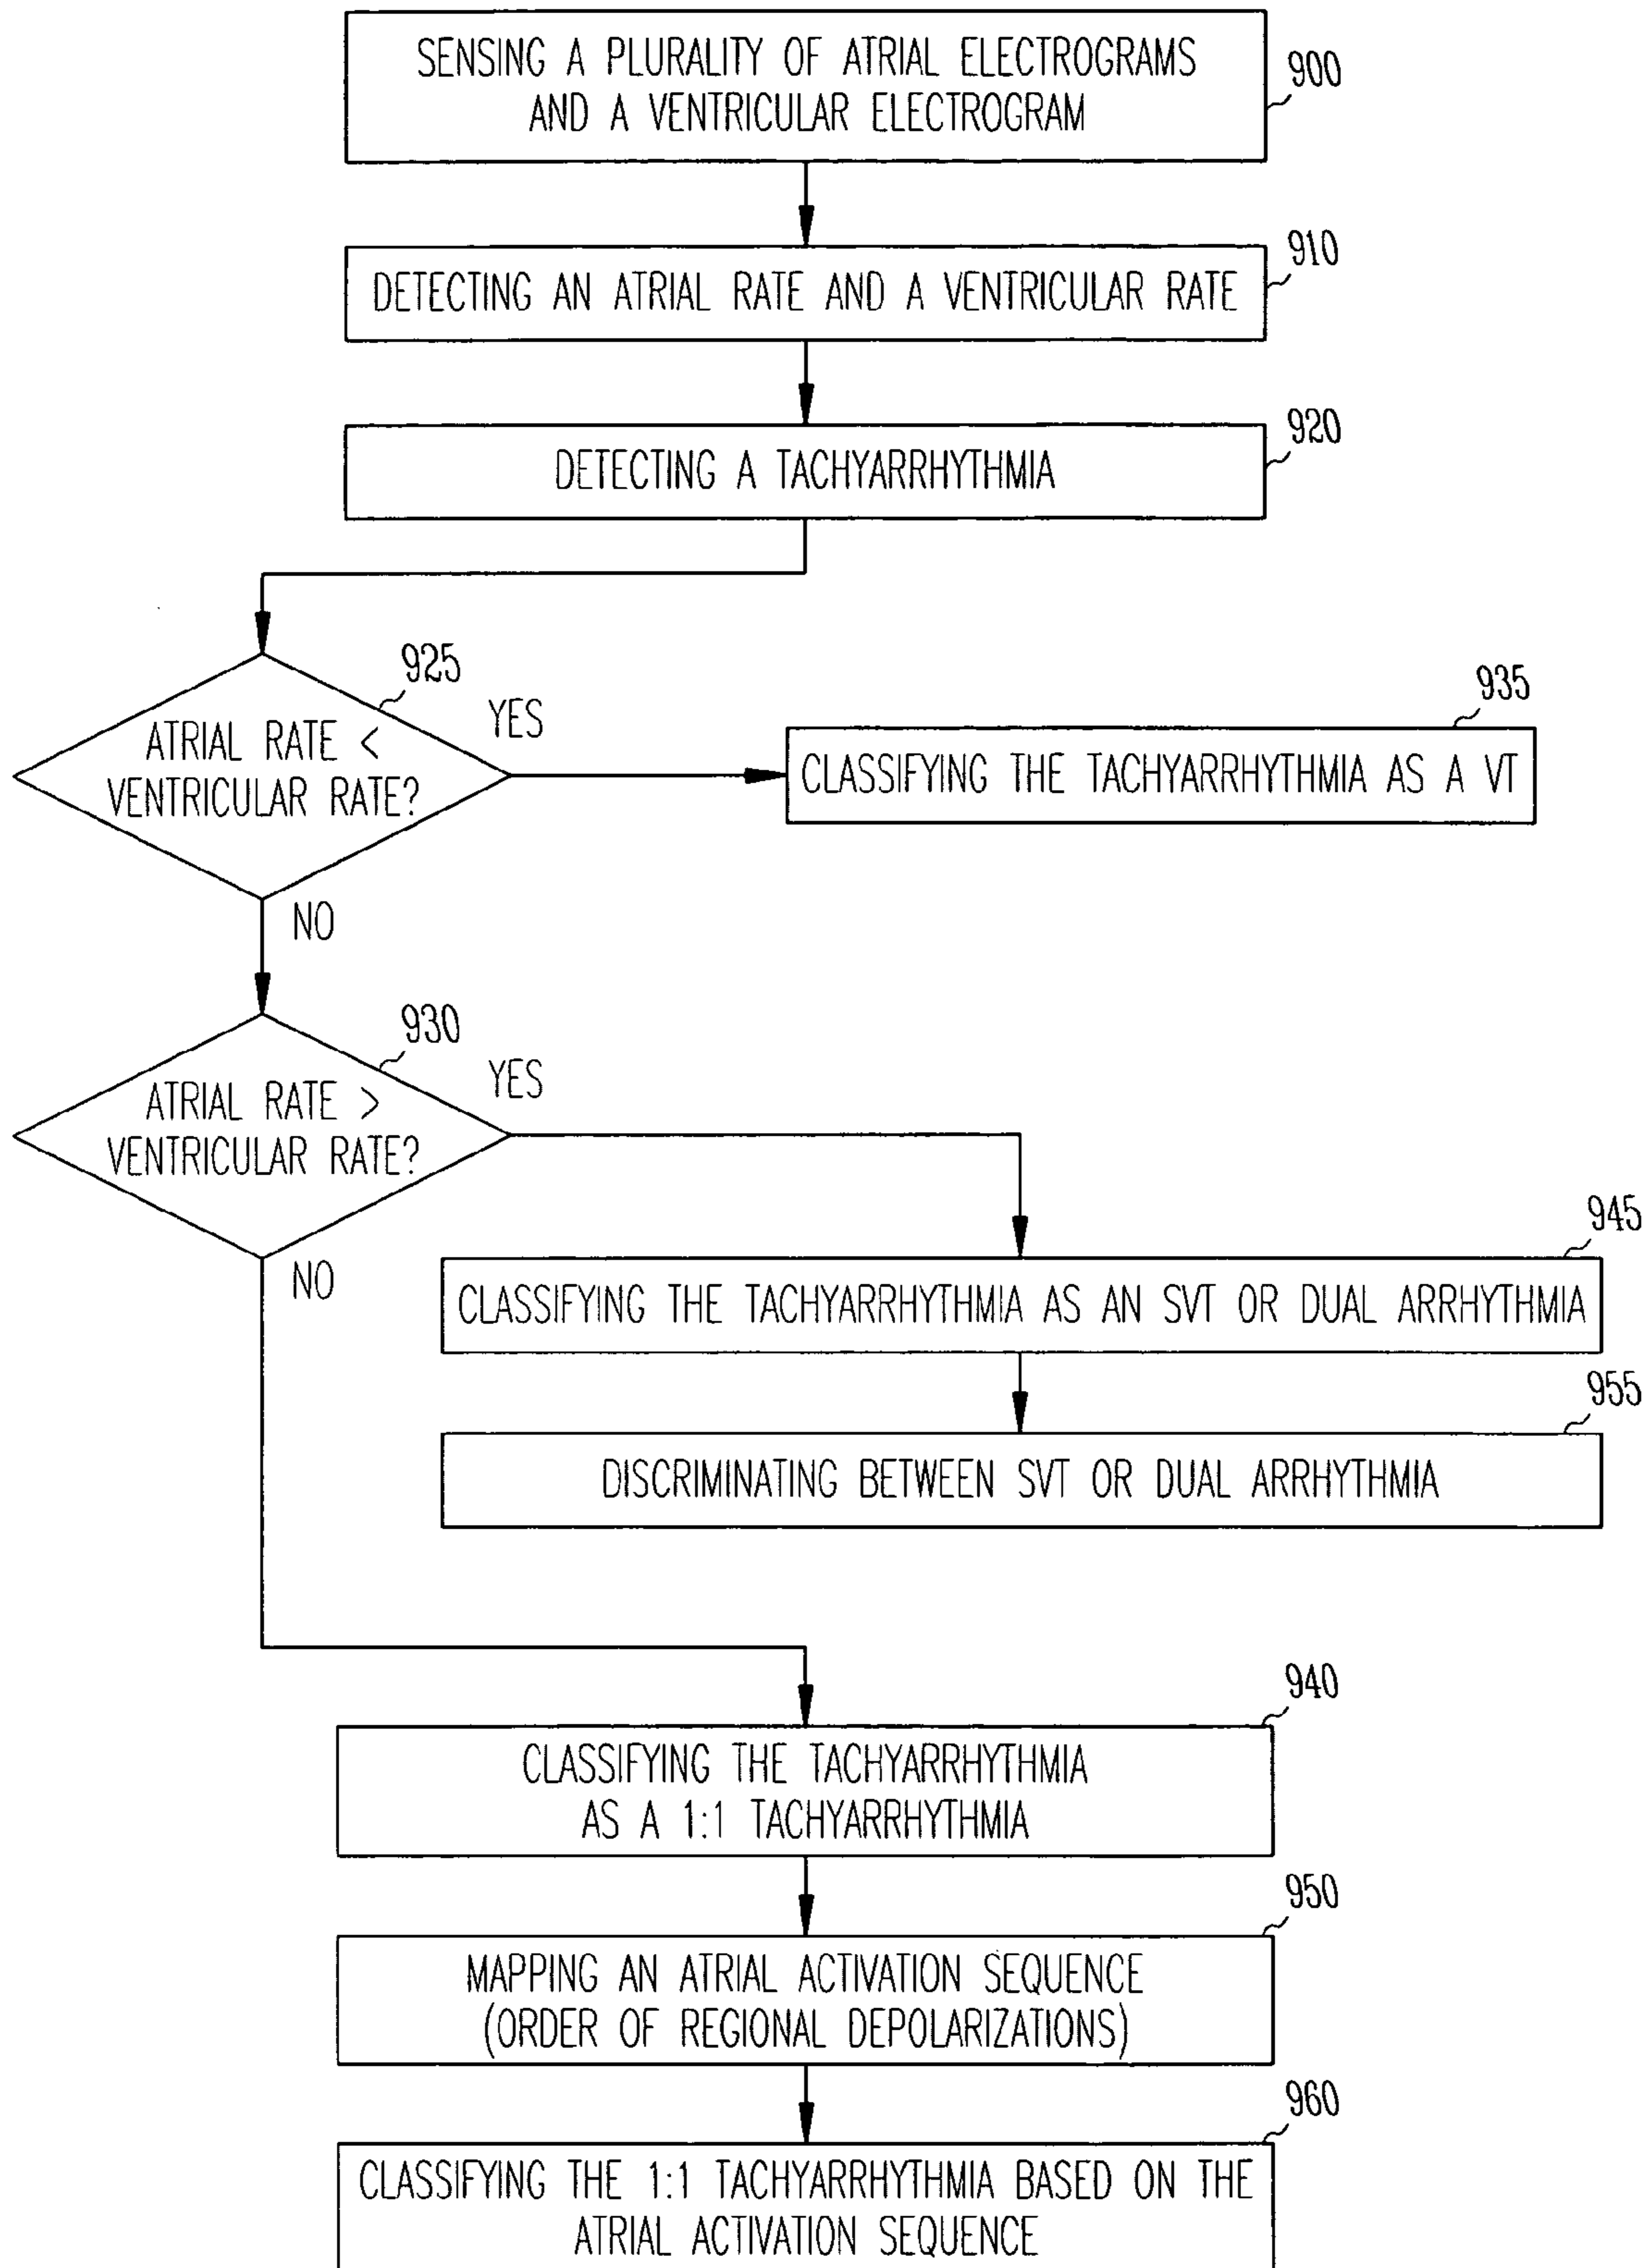 SENSING A PLURALITY OF ATRIAL ELECTROGRAMS
AND A VENTRICULAR ELECTROGRAM
900
DETECTING AN ATRIAL RATE AND A VENTRICULAR RATE
910
DETECTING A TACHYARRHYTHMIA
920
925
ATRIAL RATE <
VENTRICULAR RATE?
YES
NO
935
CLASSIFYING THE TACHYARRHYTHMIA AS A VT
930
ATRIAL RATE >
VENTRICULAR RATE?
YES
NO
945
CLASSIFYING THE TACHYARRHYTHMIA AS AN SVT OR DUAL ARRHYTHMIA
955
DISCRIMINATING BETWEEN SVT OR DUAL ARRHYTHMIA
940
CLASSIFYING THE TACHYARRHYTHMIA
AS A 1:1 TACHYARRHYTHMIA
950
MAPPING AN ATRIAL ACTIVATION SEQUENCE
(ORDER OF REGIONAL DEPOLARIZATIONS)
960
CLASSIFYING THE 1:1 TACHYARRHYTHMIA BASED ON THE
ATRIAL ACTIVATION SEQUENCE